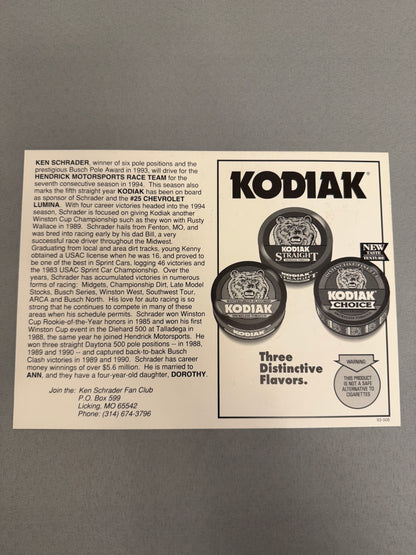 KEN SCHRADER, winner of six pole positions and the
prestigious Busch Pole Award in 1993, will drive for the
HENDRICK MOTORSPORTS RACE TEAM for the
seventh consecutive season in 1994. This season also
marks the fifth straight year KODIAK has been on board
as sponsor of Schrader and the #25 CHEVROLET
LUMINA. With four career victories headed into the 1994
season, Schrader is focused on giving Kodiak another
Winston Cup Championship such as they won with Rusty
Wallace in 1989. Schrader hails from Fenton, MO, and
was bred into racing early by his dad Bill, a very
successful race driver throughout the Midwest.
Graduating from local and area dirt tracks, young Kenny
obtained a USAC license when he was 16, and proved to
be one of the best in Sprint Cars, logging 46 victories and
the 1983 USAC Sprint Car Championship. Over the
years, Schrader has accumulated victories in numerous
forms of racing: Midgets, Championship Dirt, Late Model
Stocks, Busch Series, Winston West, Southwest Tour,
ARCA and Busch North. His love for auto racing is so
strong that he continues to compete in many of these
areas when his schedule permits. Schrader won Winston
Cup Rookie-of-the-Year honors in 1985 and won his first
Winston Cup event in the Diehard 500 at Talladega in
1988, the same year he joined Hendrick Motorsports. He
won three straight Daytona 500 pole positions -- in 1988,
1989 and 1990 -- and captured back-to-back Busch
Clash victories in 1989 and 1990. Schrader has career
money winnings of over $5.6 million. He is married to
ANN, and they have a four-year-old daughter, DOROTHY.
Join the: Ken Schrader Fan Club
P.O. Box 599
Licking, MO 65542
Phone: (314) 674-3796
KODIAK®
KODIAK
STRAIGHT
STRAIGHT
NEW
TASTE
TEXTURE
KODIAK
KODIAK
KODIAK
CHOICE
Three
Distinctive
Flavors.
WARNING:
THIS PRODUCT
IS NOT A SAFE
ALTERNATIVE TO
CIGARETTES